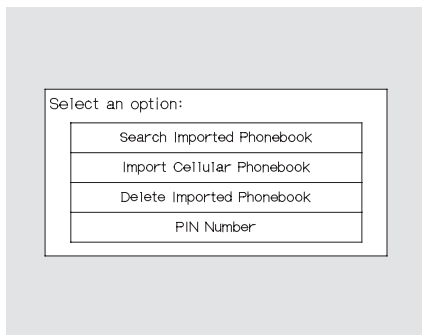 Select an option:
Search Imported Phonebook
Import Cellular Phonebook
Delete Imported Phonebook
PIN Number